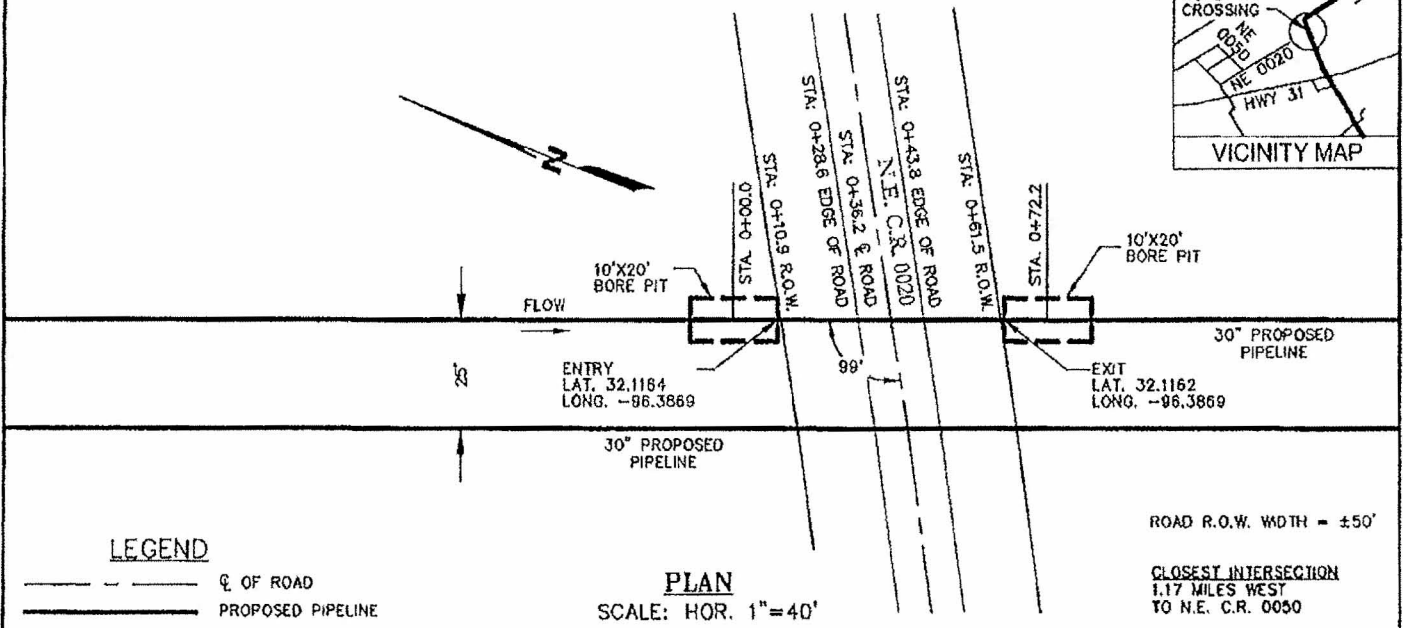 CROSSING
NE
0050
NE 0020
HWY 31
VICINITY MAP
N
STA. 0+00.0
STA: 0+10.9 R.O.W.
STA: 0+28.6 EDGE OF ROAD
STA: 0+36.2 ℄ ROAD
N.E. C.R. 0020
STA: 0+43.8 EDGE OF ROAD
STA: 0+61.5 R.O.W.
STA. 0+72.2
10'X20'
BORE PIT
10'X20'
BORE PIT
FLOW
30" PROPOSED
PIPELINE
25'
ENTRY
LAT. 32.1164
LONG. -96.3869
99°
EXIT
LAT. 32.1162
LONG. -96.3869
30" PROPOSED
PIPELINE
ROAD R.O.W. WIDTH = ±50'
LEGEND
℄ OF ROAD
PROPOSED PIPELINE
PLAN
SCALE: HOR. 1"=40'
CLOSEST INTERSECTION
1.17 MILES WEST
TO N.E. C.R. 0050